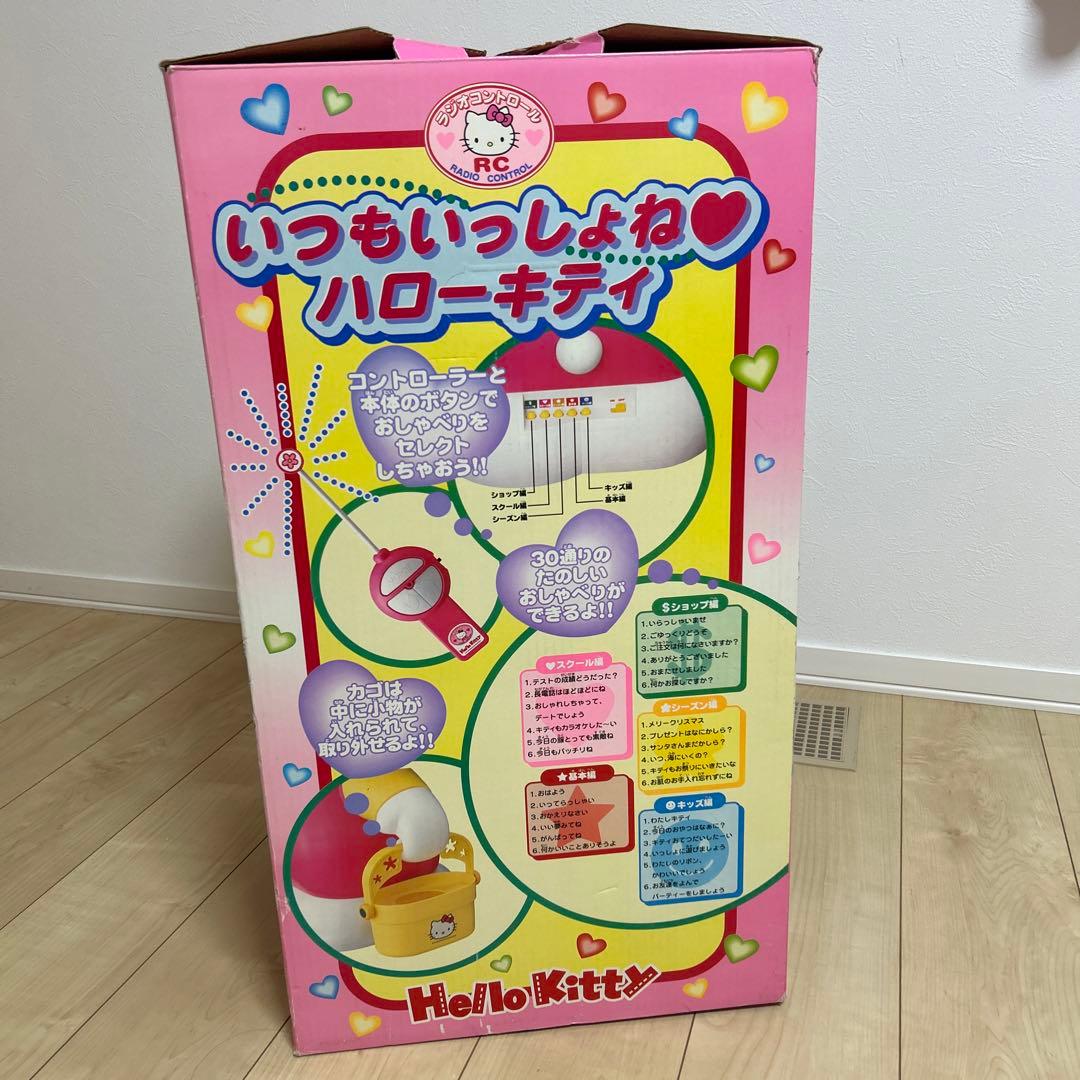 ラジオコントロール
RC
RADIO CONTROL
いつもいっしょね♥
ハローキティ
コントローラーと
本体のボタンで
おしゃべりを
セレクト
しちゃおう!!
ショップ編
スクール編
シーズン編
キッズ編
基本編
Hello Kitty
30通りの
たのしい
おしゃべりが
できるよ!!
$ショップ編
1.いらっしゃいませ
2.ごゆっくりどうぞ
3.ご注文は何になさいますか?
4.ありがとうございました
5.おまたせしました
6.何かお探しですか?
♥スクール編
1.テストの成績どうだった?
2.長電話はほどほどにね
3.おしゃれしちゃって、
デートでしょう
4.キティもカラオケした〜い
5.今日の服とっても素敵ね
6.今日もバッチリね
★シーズン編
1.メリークリスマス
2.プレゼントはなにかしら?
3.サンタさんまだかしら?
4.いつ、海にいくの?
5.キティもお祭りにいきたいな
6.お肌のお手入れ忘れずにね
★基本編
1.おはよう
2.いってらっしゃい
3.おかえりなさい
4.いい夢みてね
5.がんばってね
6.何かいいことありそうよ
キッズ編
1.わたしキティ
2.今日のおやつはなぁに?
3.キティおてつだいした〜い
4.いっしょに遊びましょう
5.わたしのリボン、
かわいいでしょう
6.お友達をよんで
パーティーをしましょう
カゴは
中に小物が
入れられて、
取り外せるよ!!
Hello Kitty